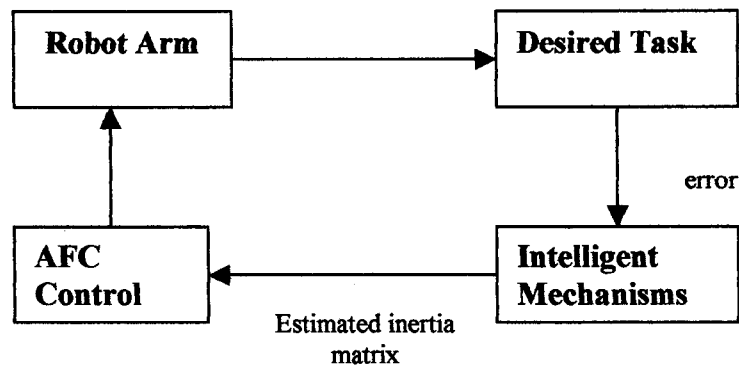 Robot Arm
Desired Task
error
AFC
Control
Intelligent
Mechanisms
Estimated inertia
matrix